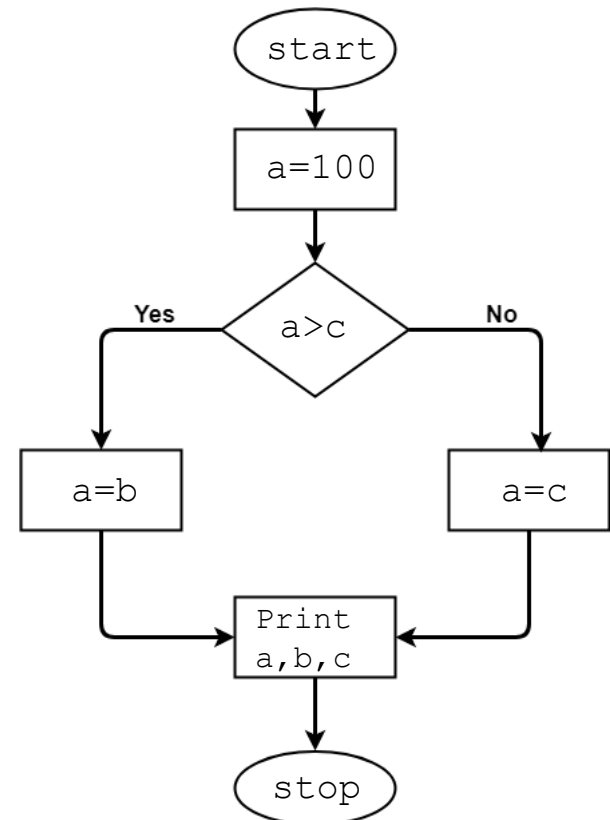 start
a=100
a>c
Yes
No
a=b
a=c
Print
a,b,c
stop